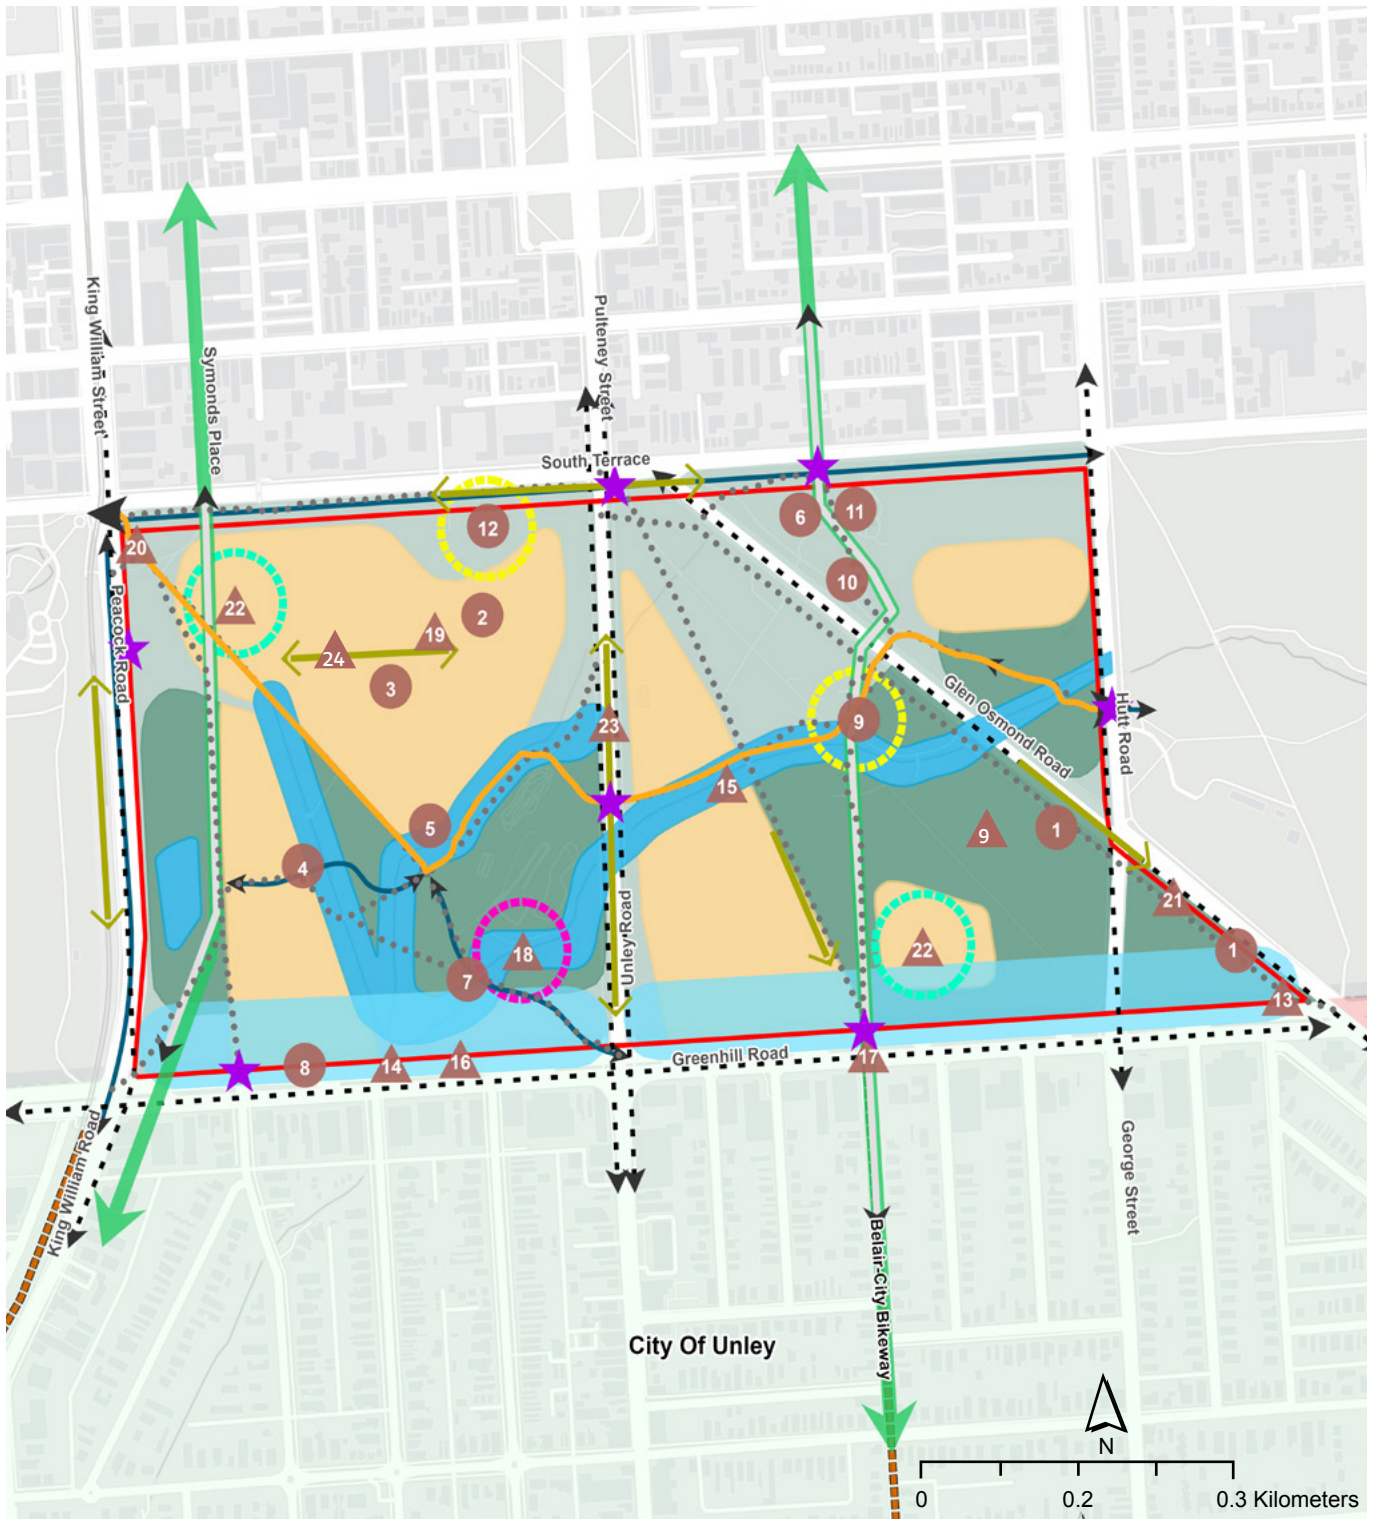 King William Street
Symonds Place
Pulteney Street
South Terrace
12
6
11
20
10
22
2
19
24
3
Peacock Road
9
23
Glen Osmond Road
Hutt Road
15
5
9
1
4
21
18
22
1
7
Unley Road
13
8
14
16
17
Greenhill Road
King William Road
George Street
Belair-City Bikeway
City Of Unley
N
0 0.2 0.3 Kilometers